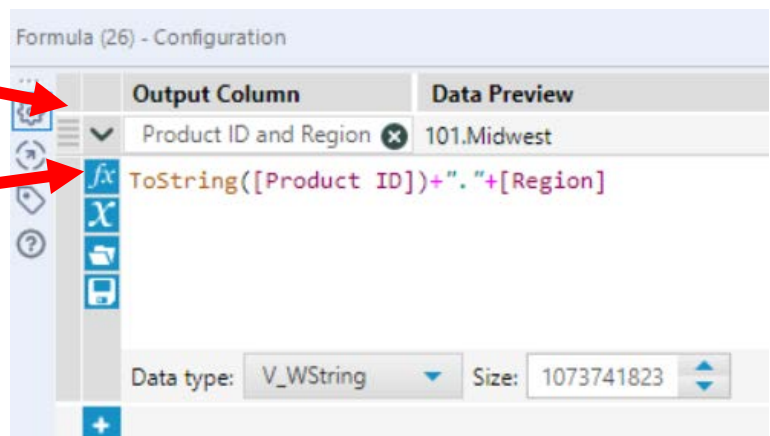 Formula (26) - Configuration
Output Column Data Preview
Product ID and Region 101.Midwest
fx ToString([Product ID])+"."+[Region]
X
Data type: V_WString Size: 1073741823